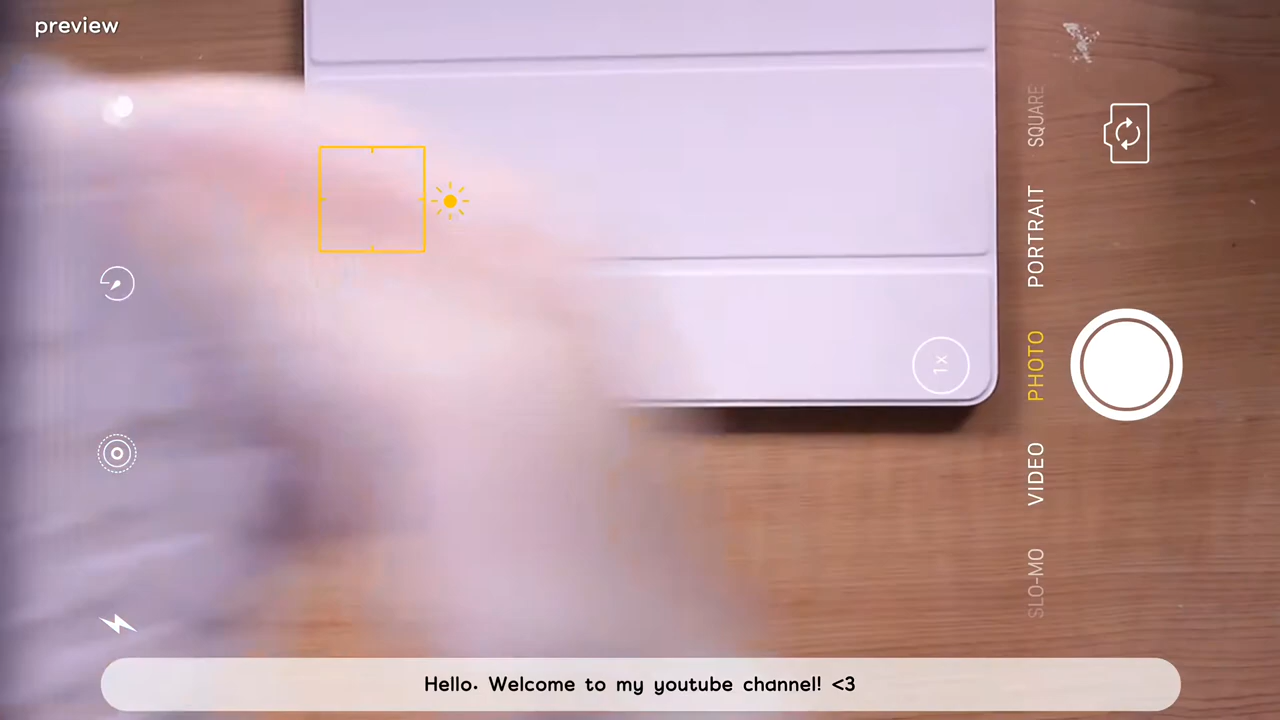 preview
SQUARE
PORTRAIT
PHOTO
VIDEO
SLO-MO
1x
Hello. Welcome to my youtube channel! <3